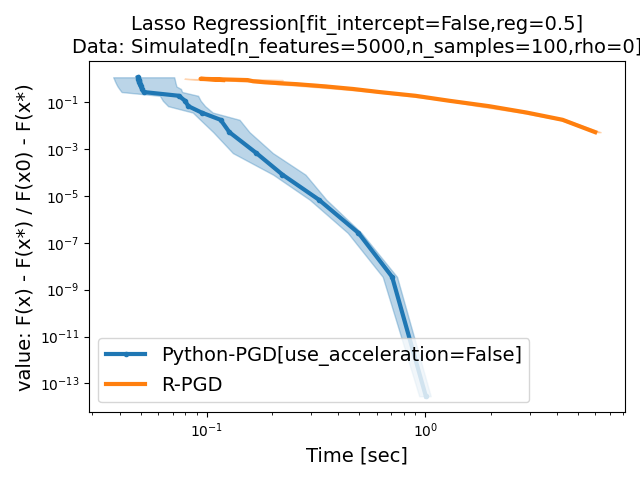 Lasso Regression[fit_intercept=False,reg=0.5]
Data: Simulated[n_features=5000,n_samples=100,rho=0]
value: F(x) - F(x*) / F(x0) - F(x*)
10⁻¹
10⁻³
10⁻⁵
10⁻⁷
10⁻⁹
10⁻¹¹
10⁻¹³
Python-PGD[use_acceleration=False]
R-PGD
10⁻¹ 10⁰
Time [sec]